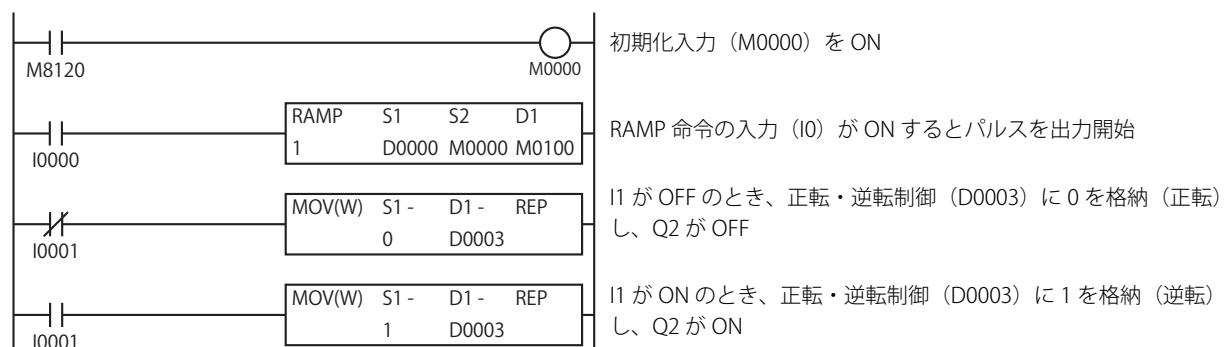 M8120
M0000
初期化入力（M0000）を ON
I0000
RAMP S1 S2 D1
1 D0000 M0000 M0100
RAMP 命令の入力（I0）が ON するとパルスを出力開始
I0001
MOV(W) S1 - D1 - REP
0 D0003
I1 が OFF のとき、正転・逆転制御（D0003）に 0 を格納（正転）
し、Q2 が OFF
I0001
MOV(W) S1 - D1 - REP
1 D0003
I1 が ON のとき、正転・逆転制御（D0003）に 1 を格納（逆転）
し、Q2 が ON